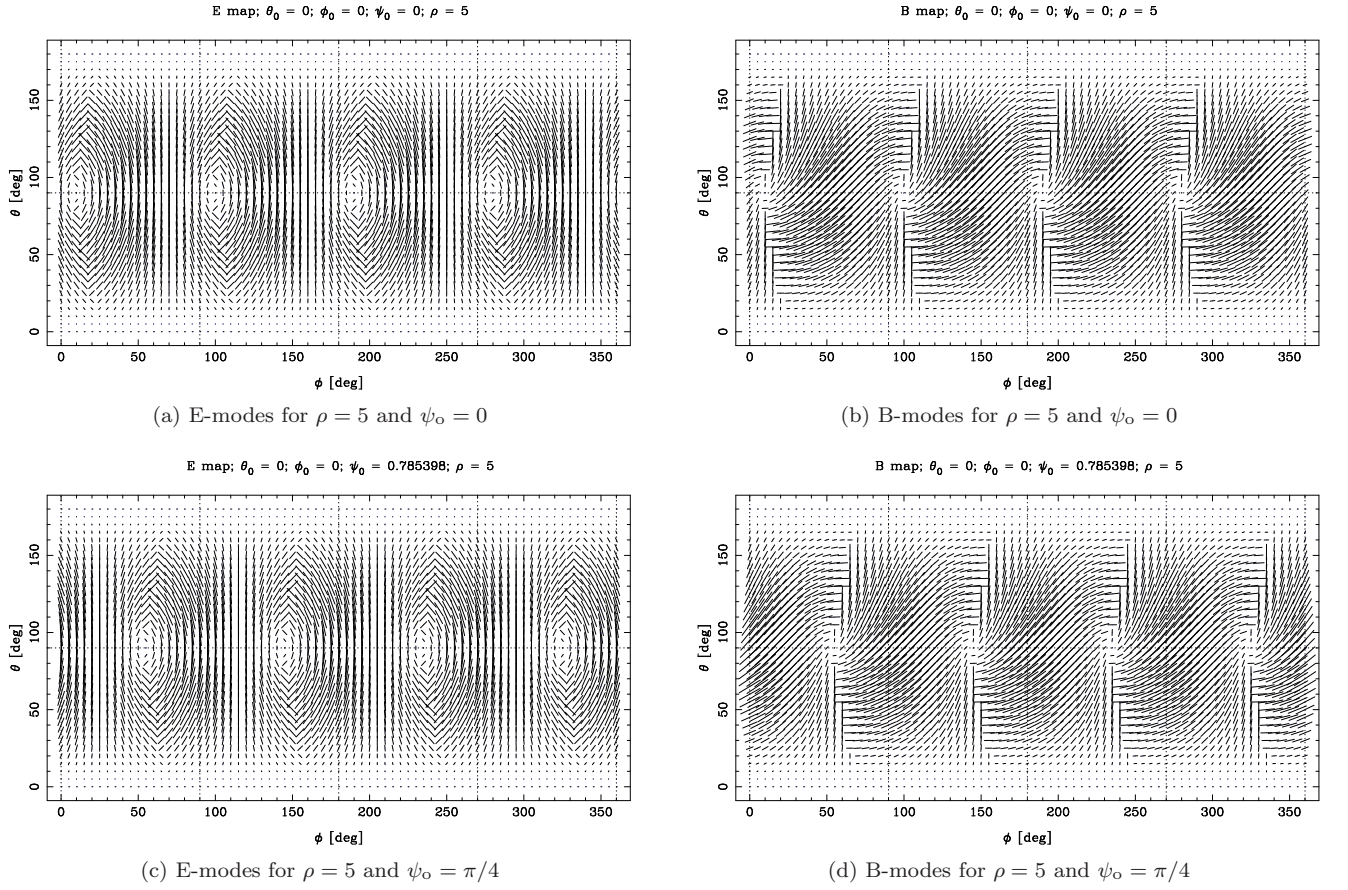 E map; θ₀ = 0; ϕ₀ = 0; ψ₀ = 0; ρ = 5
B map; θ₀ = 0; ϕ₀ = 0; ψ₀ = 0; ρ = 5
θ [deg]
0 50 100 150
0 50 100 150 200 250 300 350
ϕ [deg]
θ [deg]
0 50 100 150
0 50 100 150 200 250 300 350
ϕ [deg]
(a) E-modes for ρ = 5 and ψₒ = 0
(b) B-modes for ρ = 5 and ψₒ = 0
E map; θ₀ = 0; ϕ₀ = 0; ψ₀ = 0.785398; ρ = 5
B map; θ₀ = 0; ϕ₀ = 0; ψ₀ = 0.785398; ρ = 5
θ [deg]
0 50 100 150
0 50 100 150 200 250 300 350
ϕ [deg]
θ [deg]
0 50 100 150
0 50 100 150 200 250 300 350
ϕ [deg]
(c) E-modes for ρ = 5 and ψₒ = π/4
(d) B-modes for ρ = 5 and ψₒ = π/4